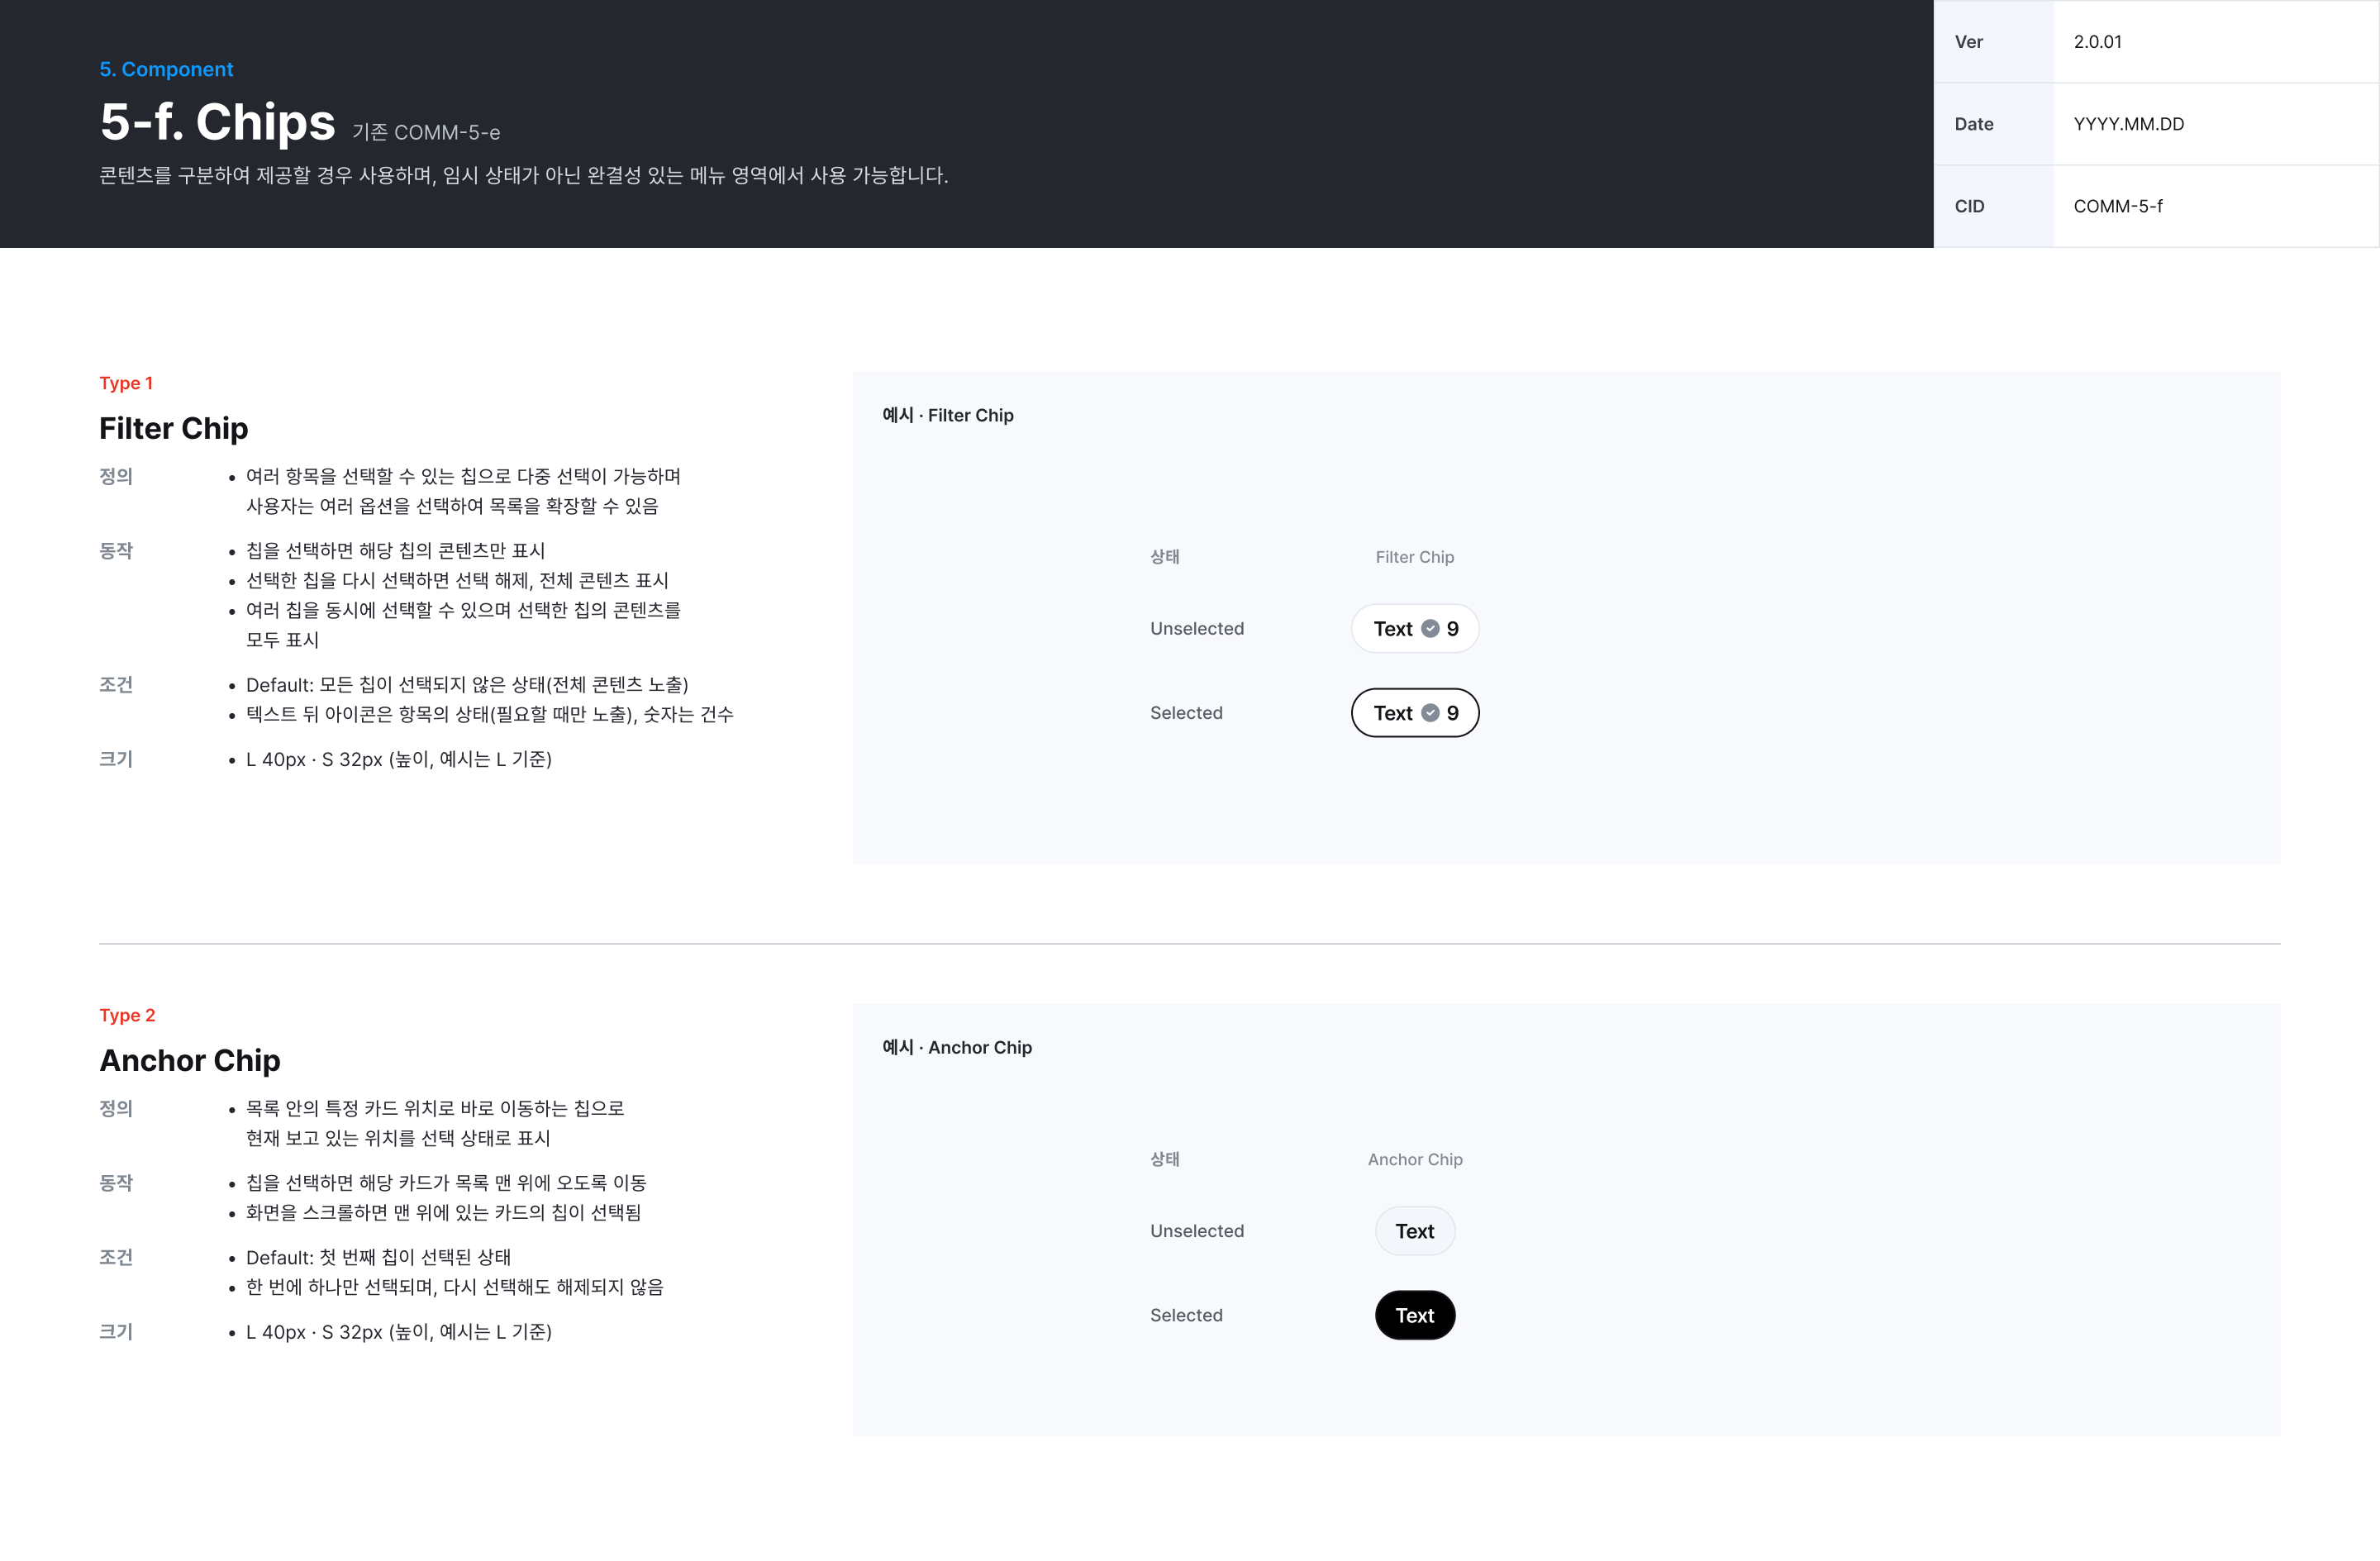 5. Component
5-f. Chips 기존 COMM-5-e
콘텐츠를 구분하여 제공할 경우 사용하며, 임시 상태가 아닌 완결성 있는 메뉴 영역에서 사용 가능합니다.
Ver 2.0.01
Date YYYY.MM.DD
CID COMM-5-f
Type 1
Filter Chip
정의
• 여러 항목을 선택할 수 있는 칩으로 다중 선택이 가능하며
사용자는 여러 옵션을 선택하여 목록을 확장할 수 있음
동작
• 칩을 선택하면 해당 칩의 콘텐츠만 표시
• 선택한 칩을 다시 선택하면 선택 해제, 전체 콘텐츠 표시
• 여러 칩을 동시에 선택할 수 있으며 선택한 칩의 콘텐츠를
모두 표시
조건
• Default: 모든 칩이 선택되지 않은 상태(전체 콘텐츠 노출)
• 텍스트 뒤 아이콘은 항목의 상태(필요할 때만 노출), 숫자는 건수
크기
• L 40px · S 32px (높이, 예시는 L 기준)
예시 · Filter Chip
상태 Filter Chip
Unselected Text 9
Selected Text 9
Type 2
Anchor Chip
정의
• 목록 안의 특정 카드 위치로 바로 이동하는 칩으로
현재 보고 있는 위치를 선택 상태로 표시
동작
• 칩을 선택하면 해당 카드가 목록 맨 위에 오도록 이동
• 화면을 스크롤하면 맨 위에 있는 카드의 칩이 선택됨
조건
• Default: 첫 번째 칩이 선택된 상태
• 한 번에 하나만 선택되며, 다시 선택해도 해제되지 않음
크기
• L 40px · S 32px (높이, 예시는 L 기준)
예시 · Anchor Chip
상태 Anchor Chip
Unselected Text
Selected Text